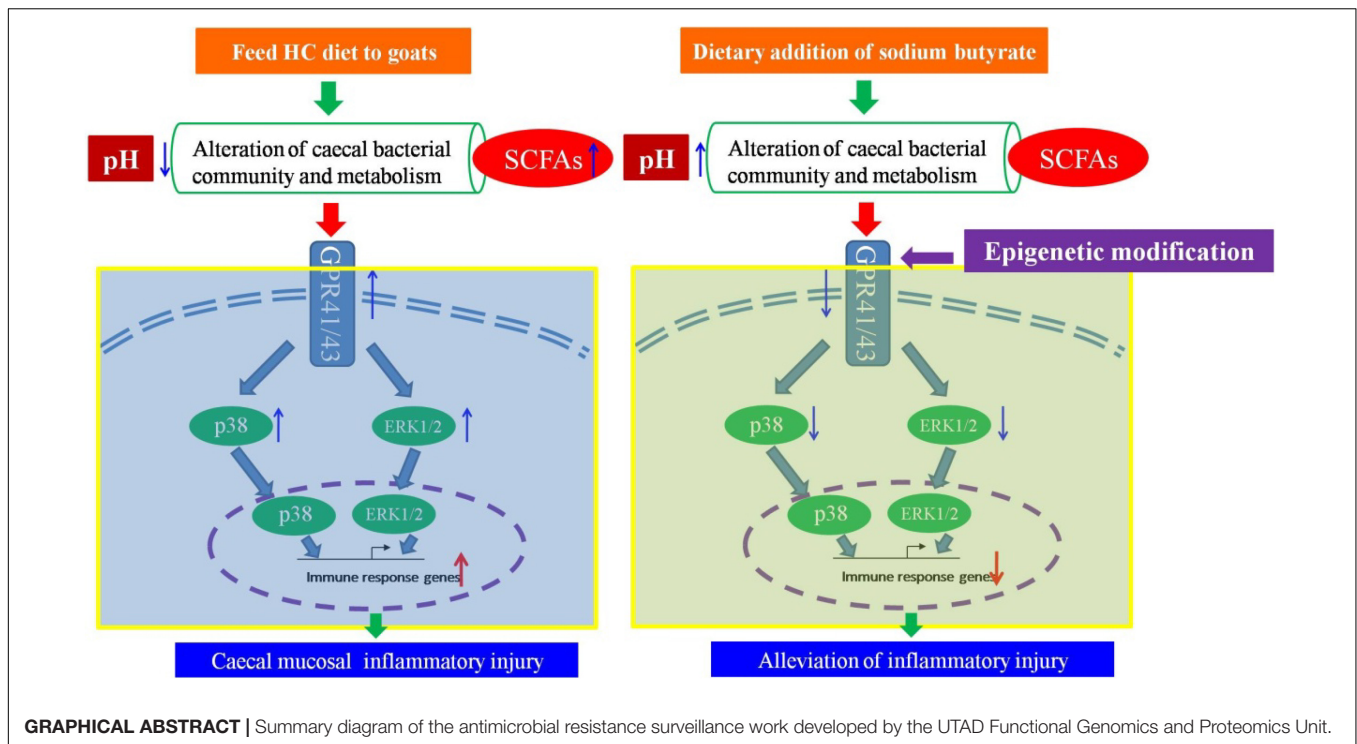 Feed HC diet to goats
pH
Alteration of caecal bacterial
community and metabolism
SCFAs
GPR41/43
p38
ERK1/2
p38
ERK1/2
Immune response genes
Caecal mucosal inflammatory injury
Dietary addition of sodium butyrate
pH
Alteration of caecal bacterial
community and metabolism
SCFAs
GPR41/43
Epigenetic modification
p38
ERK1/2
p38
ERK1/2
Immune response genes
Alleviation of inflammatory injury
GRAPHICAL ABSTRACT | Summary diagram of the antimicrobial resistance surveillance work developed by the UTAD Functional Genomics and Proteomics Unit.